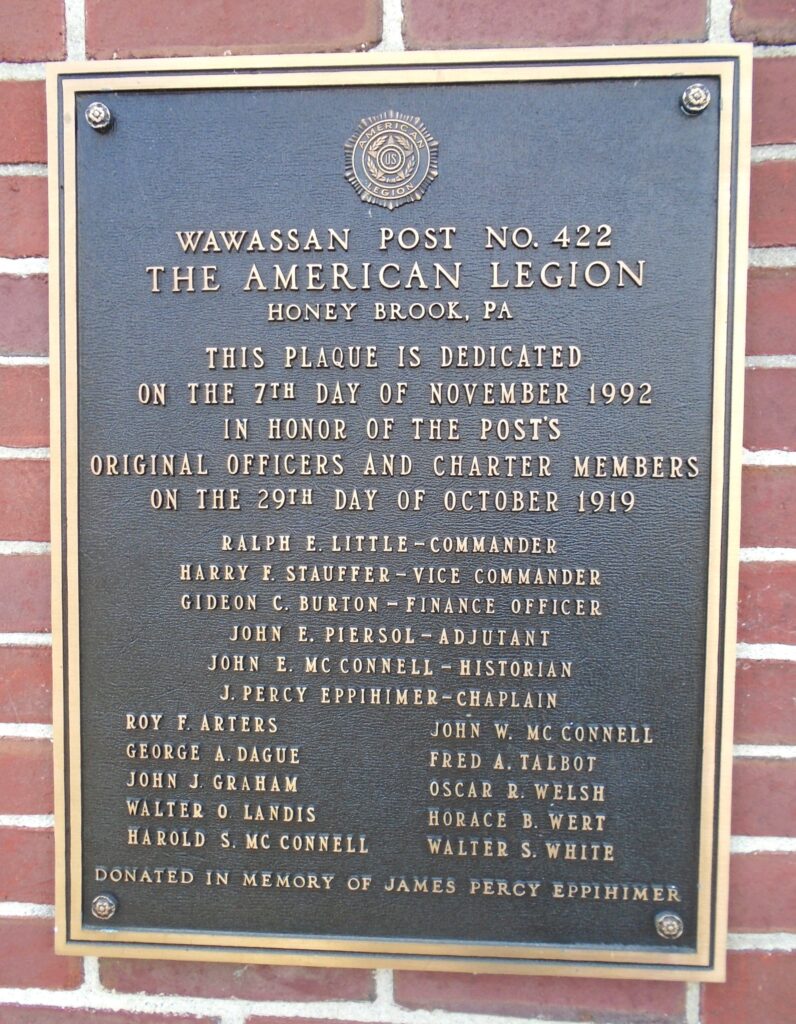 AMERICAN
US
LEGION
WAWASSAN POST NO. 422
THE AMERICAN LEGION
HONEY BROOK, PA
THIS PLAQUE IS DEDICATED
ON THE 7TH DAY OF NOVEMBER 1992
IN HONOR OF THE POST'S
ORIGINAL OFFICERS AND CHARTER MEMBERS
ON THE 29TH DAY OF OCTOBER 1919
RALPH E. LITTLE-COMMANDER
HARRY F. STAUFFER-VICE COMMANDER
GIDEON C. BURTON-FINANCE OFFICER
JOHN E. PIERSOL-ADJUTANT
JOHN E. MC CONNELL-HISTORIAN
J. PERCY EPPIHIMER-CHAPLAIN
ROY F. ARTERS
GEORGE A. DAGUE
JOHN J. GRAHAM
WALTER O. LANDIS
HAROLD S. MC CONNELL
JOHN W. MC CONNELL
FRED A. TALBOT
OSCAR R. WELSH
HORACE B. WERT
WALTER S. WHITE
DONATED IN MEMORY OF JAMES PERCY EPPIHIMER